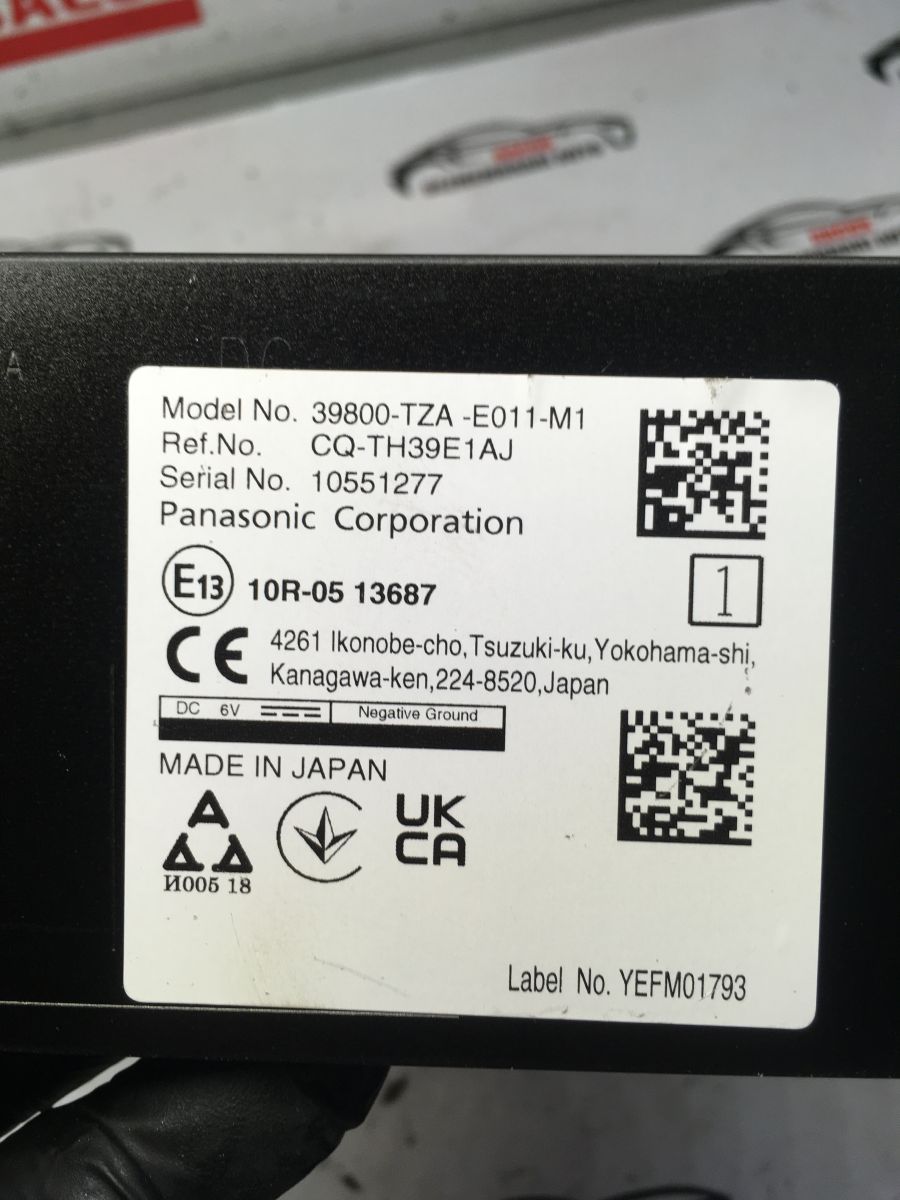 Model No. 39800-TZA -E011-M1
Ref.No. CQ-TH39E1AJ
Serial No. 10551277
Panasonic Corporation
E13 10R-05 13687
1
CE 4261 Ikonobe-cho,Tsuzuki-ku,Yokohama-shi,
Kanagawa-ken,224-8520,Japan
DC 6V Negative Ground
MADE IN JAPAN
UK
CA
И005 18
Label No. YEFM01793